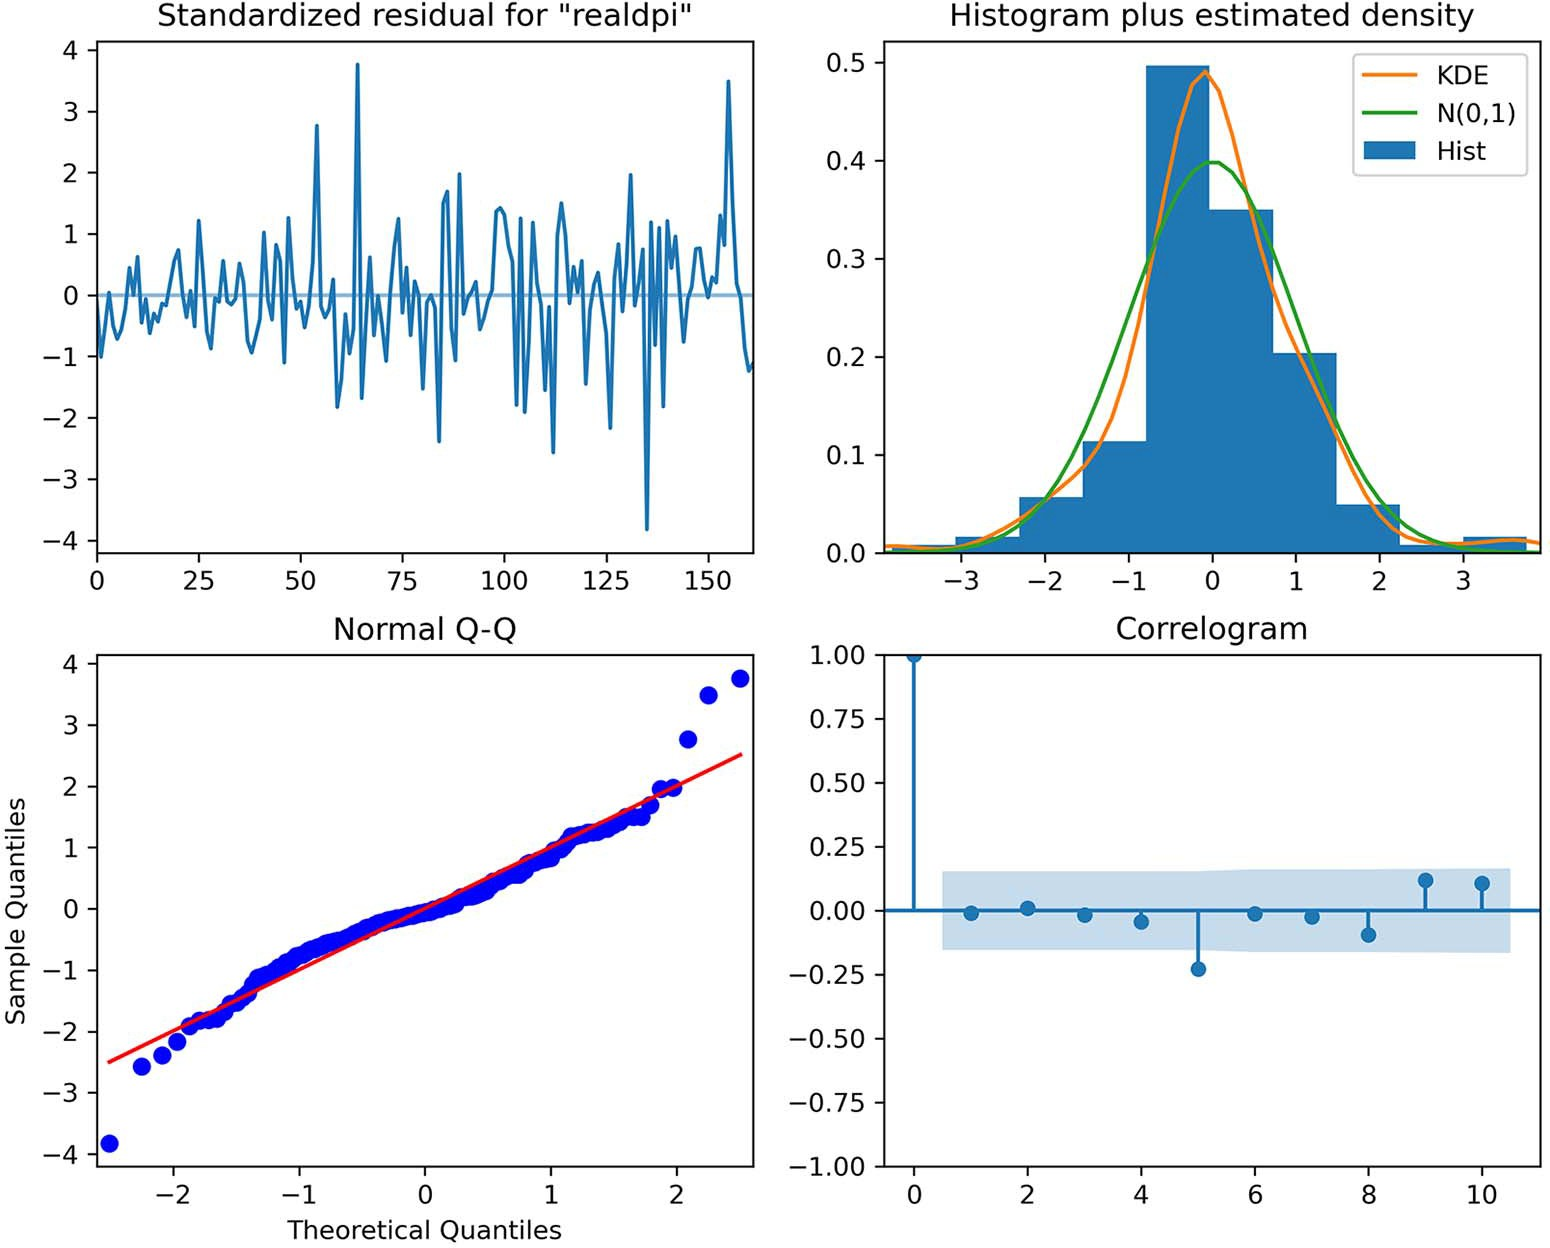 Standardized residual for "realdpi"
4
3
2
1
0
−1
−2
−3
−4
0 25 50 75 100 125 150
Histogram plus estimated density
0.5
0.4
0.3
0.2
0.1
0.0
−3 −2 −1 0 1 2 3
KDE
N(0,1)
Hist
Normal Q-Q
Sample Quantiles
4
3
2
1
0
−1
−2
−3
−4
−2 −1 0 1 2
Theoretical Quantiles
Correlogram
1.00
0.75
0.50
0.25
0.00
−0.25
−0.50
−0.75
−1.00
0 2 4 6 8 10